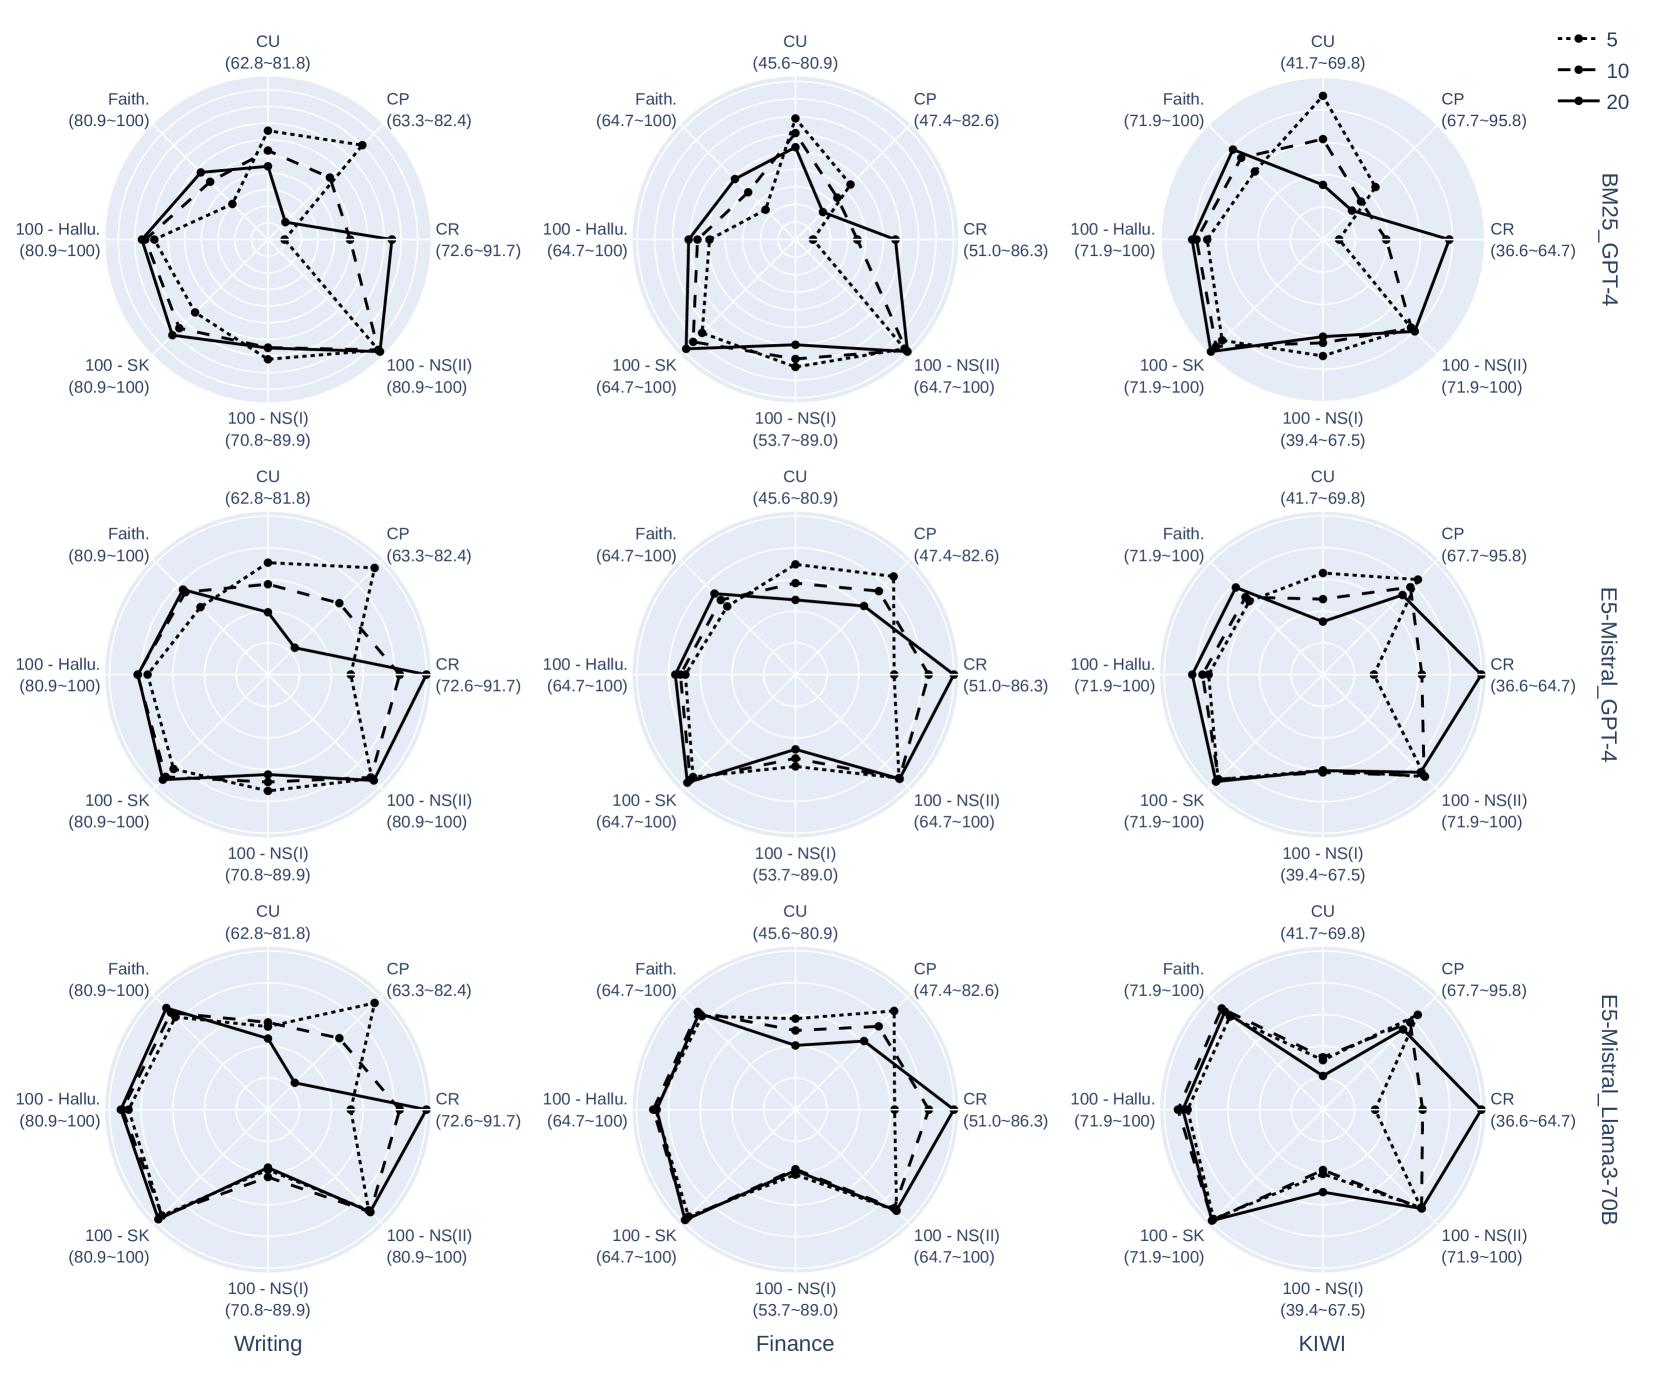 CU
(62.8~81.8)
CP
(63.3~82.4)
CR
(72.6~91.7)
100 - NS(II)
(80.9~100)
100 - NS(I)
(70.8~89.9)
100 - SK
(80.9~100)
100 - Hallu.
(80.9~100)
Faith.
(80.9~100)
CU
(45.6~80.9)
CP
(47.4~82.6)
CR
(51.0~86.3)
100 - NS(II)
(64.7~100)
100 - NS(I)
(53.7~89.0)
100 - SK
(64.7~100)
100 - Hallu.
(64.7~100)
Faith.
(64.7~100)
CU
(41.7~69.8)
CP
(67.7~95.8)
CR
(36.6~64.7)
100 - NS(II)
(71.9~100)
100 - NS(I)
(39.4~67.5)
100 - SK
(71.9~100)
100 - Hallu.
(71.9~100)
Faith.
(71.9~100)
5
10
20
BM25_GPT-4
CU
(62.8~81.8)
CP
(63.3~82.4)
CR
(72.6~91.7)
100 - NS(II)
(80.9~100)
100 - NS(I)
(70.8~89.9)
100 - SK
(80.9~100)
100 - Hallu.
(80.9~100)
Faith.
(80.9~100)
CU
(45.6~80.9)
CP
(47.4~82.6)
CR
(51.0~86.3)
100 - NS(II)
(64.7~100)
100 - NS(I)
(53.7~89.0)
100 - SK
(64.7~100)
100 - Hallu.
(64.7~100)
Faith.
(64.7~100)
CU
(41.7~69.8)
CP
(67.7~95.8)
CR
(36.6~64.7)
100 - NS(II)
(71.9~100)
100 - NS(I)
(39.4~67.5)
100 - SK
(71.9~100)
100 - Hallu.
(71.9~100)
Faith.
(71.9~100)
E5-Mistral_GPT-4
CU
(62.8~81.8)
CP
(63.3~82.4)
CR
(72.6~91.7)
100 - NS(II)
(80.9~100)
100 - NS(I)
(70.8~89.9)
100 - SK
(80.9~100)
100 - Hallu.
(80.9~100)
Faith.
(80.9~100)
CU
(45.6~80.9)
CP
(47.4~82.6)
CR
(51.0~86.3)
100 - NS(II)
(64.7~100)
100 - NS(I)
(53.7~89.0)
100 - SK
(64.7~100)
100 - Hallu.
(64.7~100)
Faith.
(64.7~100)
CU
(41.7~69.8)
CP
(67.7~95.8)
CR
(36.6~64.7)
100 - NS(II)
(71.9~100)
100 - NS(I)
(39.4~67.5)
100 - SK
(71.9~100)
100 - Hallu.
(71.9~100)
Faith.
(71.9~100)
E5-Mistral_Llama3-70B
Writing
Finance
KIWI